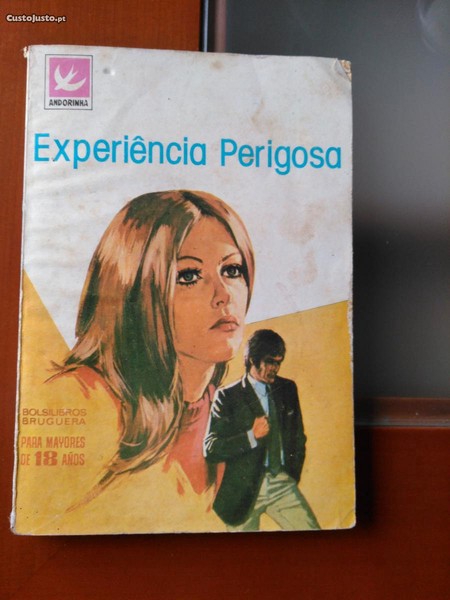 CustoJusto.pt
ANDORINHA
Experiência Perigosa
BOLSILIBROS
BRUGUERA
PARA MAYORES
DE 18 AÑOS